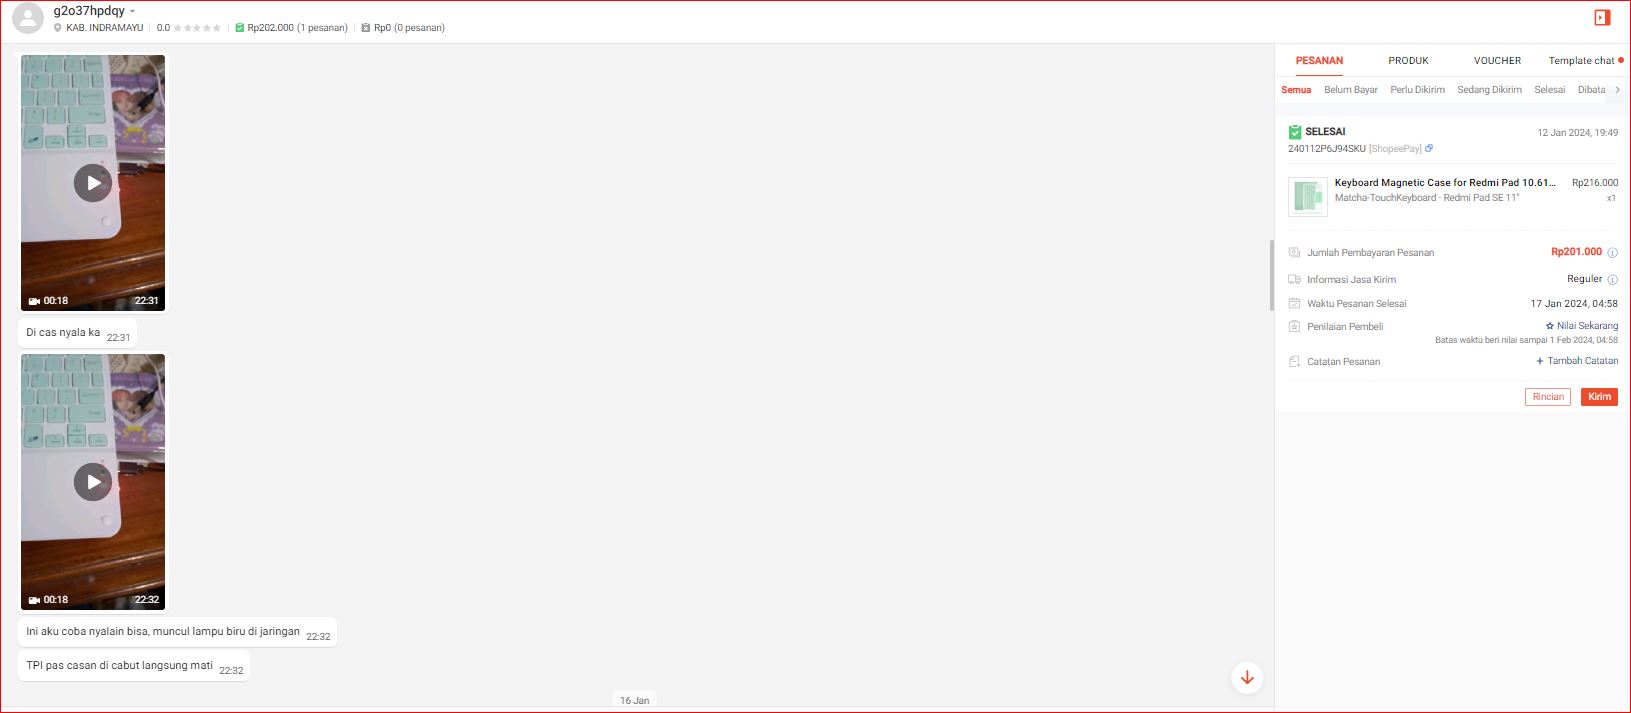 g2o37hpdqy
KAB. INDRAMAYU
0.0
Rp202.000 (1 pesanan)
Rp0 (0 pesanan)
00:18
22:31
Di cas nyala ka
22:31
00:18
22:32
Ini aku coba nyalain bisa, muncul lampu biru di jaringan
22:32
TPI pas casan di cabut langsung mati
22:32
16 Jan
PESANAN
PRODUK
VOUCHER
Template chat
Semua
Belum Bayar
Perlu Dikirim
Sedang Dikirim
Selesai
Dibata
SELESAI
12 Jan 2024, 19:49
240112P6J94SKU [ShopeePay]
Keyboard Magnetic Case for Redmi Pad 10.61...
Rp216.000
Matcha-TouchKeyboard · Redmi Pad SE 11"
x1
Jumlah Pembayaran Pesanan
Rp201.000
Informasi Jasa Kirim
Reguler
Waktu Pesanan Selesai
17 Jan 2024, 04:58
Penilaian Pembeli
Nilai Sekarang
Batas waktu beri nilai sampai 1 Feb 2024, 04:58
Catatan Pesanan
+ Tambah Catatan
Rincian
Kirim